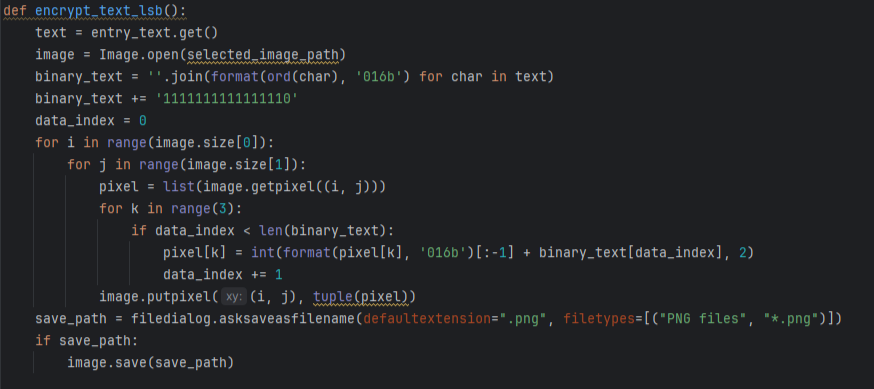 def encrypt_text_lsb():
    text = entry_text.get()
    image = Image.open(selected_image_path)
    binary_text = ''.join(format(ord(char), '016b') for char in text)
    binary_text += '1111111111111110'
    data_index = 0
    for i in range(image.size[0]):
        for j in range(image.size[1]):
            pixel = list(image.getpixel((i, j)))
            for k in range(3):
                if data_index < len(binary_text):
                    pixel[k] = int(format(pixel[k], '016b')[:-1] + binary_text[data_index], 2)
                    data_index += 1
            image.putpixel( xy: (i, j), tuple(pixel))
    save_path = filedialog.asksaveasfilename(defaultextension=".png", filetypes=[("PNG files", "*.png")])
    if save_path:
        image.save(save_path)